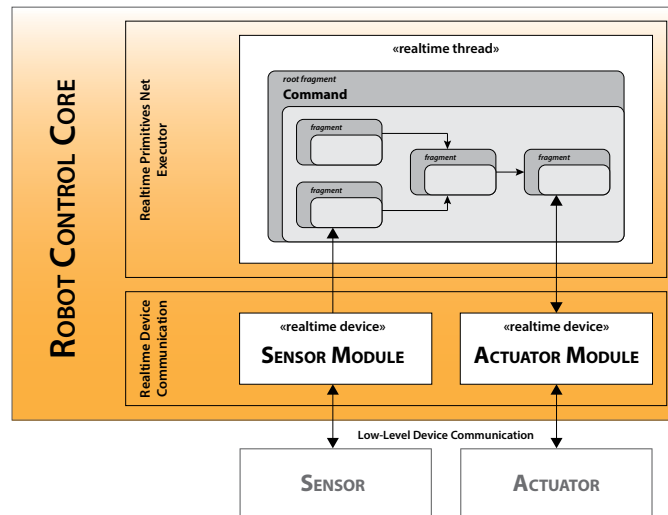 ROBOT CONTROL CORE
Realtime Primitives Net
Executor
«realtime thread»
root fragment
Command
fragment
fragment
fragment
fragment
Realtime Device
Communication
«realtime device»
SENSOR MODULE
«realtime device»
ACTUATOR MODULE
Low-Level Device Communication
SENSOR
ACTUATOR